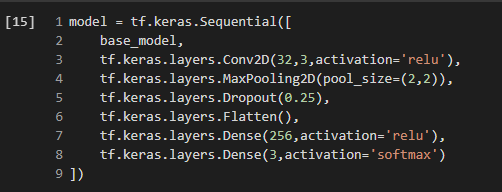 [15] 1 model = tf.keras.Sequential([
2     base_model,
3     tf.keras.layers.Conv2D(32,3,activation='relu'),
4     tf.keras.layers.MaxPooling2D(pool_size=(2,2)),
5     tf.keras.layers.Dropout(0.25),
6     tf.keras.layers.Flatten(),
7     tf.keras.layers.Dense(256,activation='relu'),
8     tf.keras.layers.Dense(3,activation='softmax')
9 ])